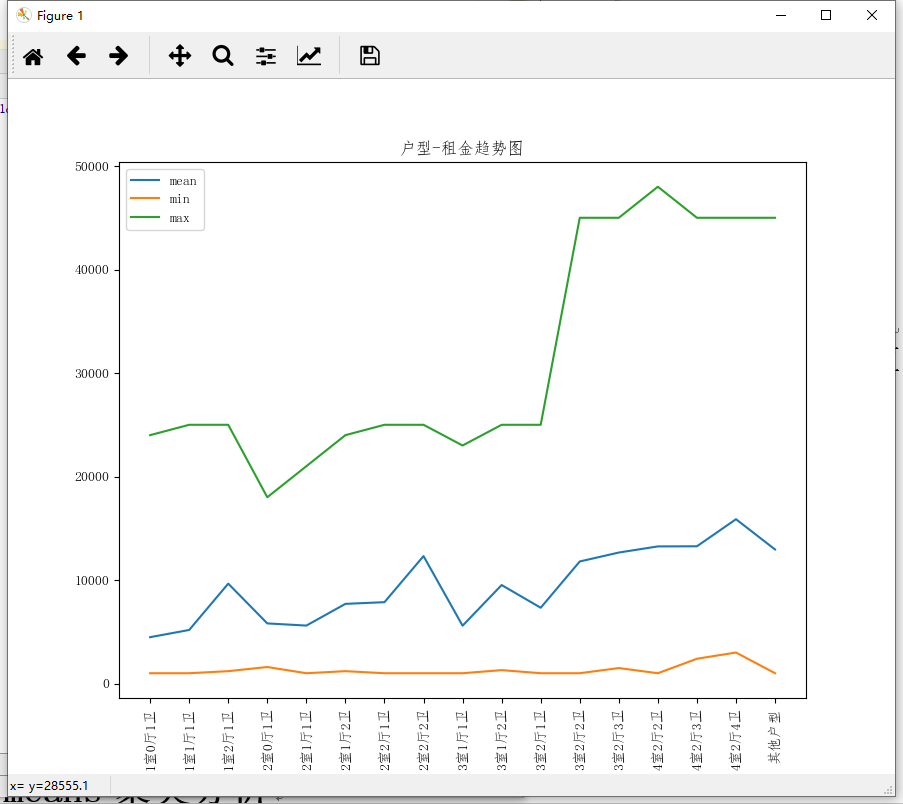 Figure 1
户型-租金趋势图
mean
min
max
50000
40000
30000
20000
10000
0
1室0厅1卫
1室1厅1卫
1室2厅1卫
2室0厅1卫
2室1厅1卫
2室1厅2卫
2室2厅1卫
2室2厅2卫
3室1厅1卫
3室1厅2卫
3室2厅1卫
3室2厅2卫
3室2厅3卫
4室2厅2卫
4室2厅3卫
4室2厅4卫
其他户型
x= y=28555.1